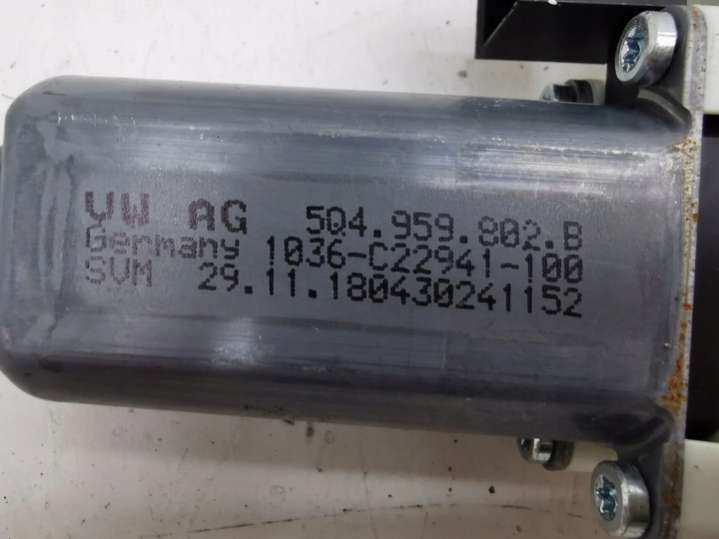 VW AG 5Q4.959.802.B
Germany 1036-C22941-100
SVM 29.11.180430241152